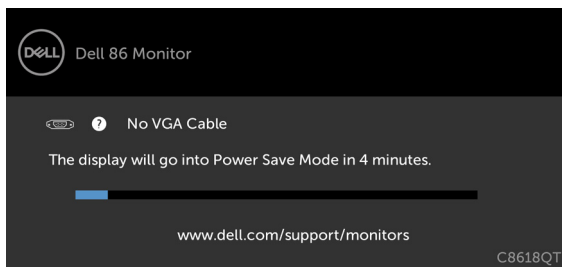 DELL Dell 86 Monitor
? No VGA Cable
The display will go into Power Save Mode in 4 minutes.
www.dell.com/support/monitors
C8618QT